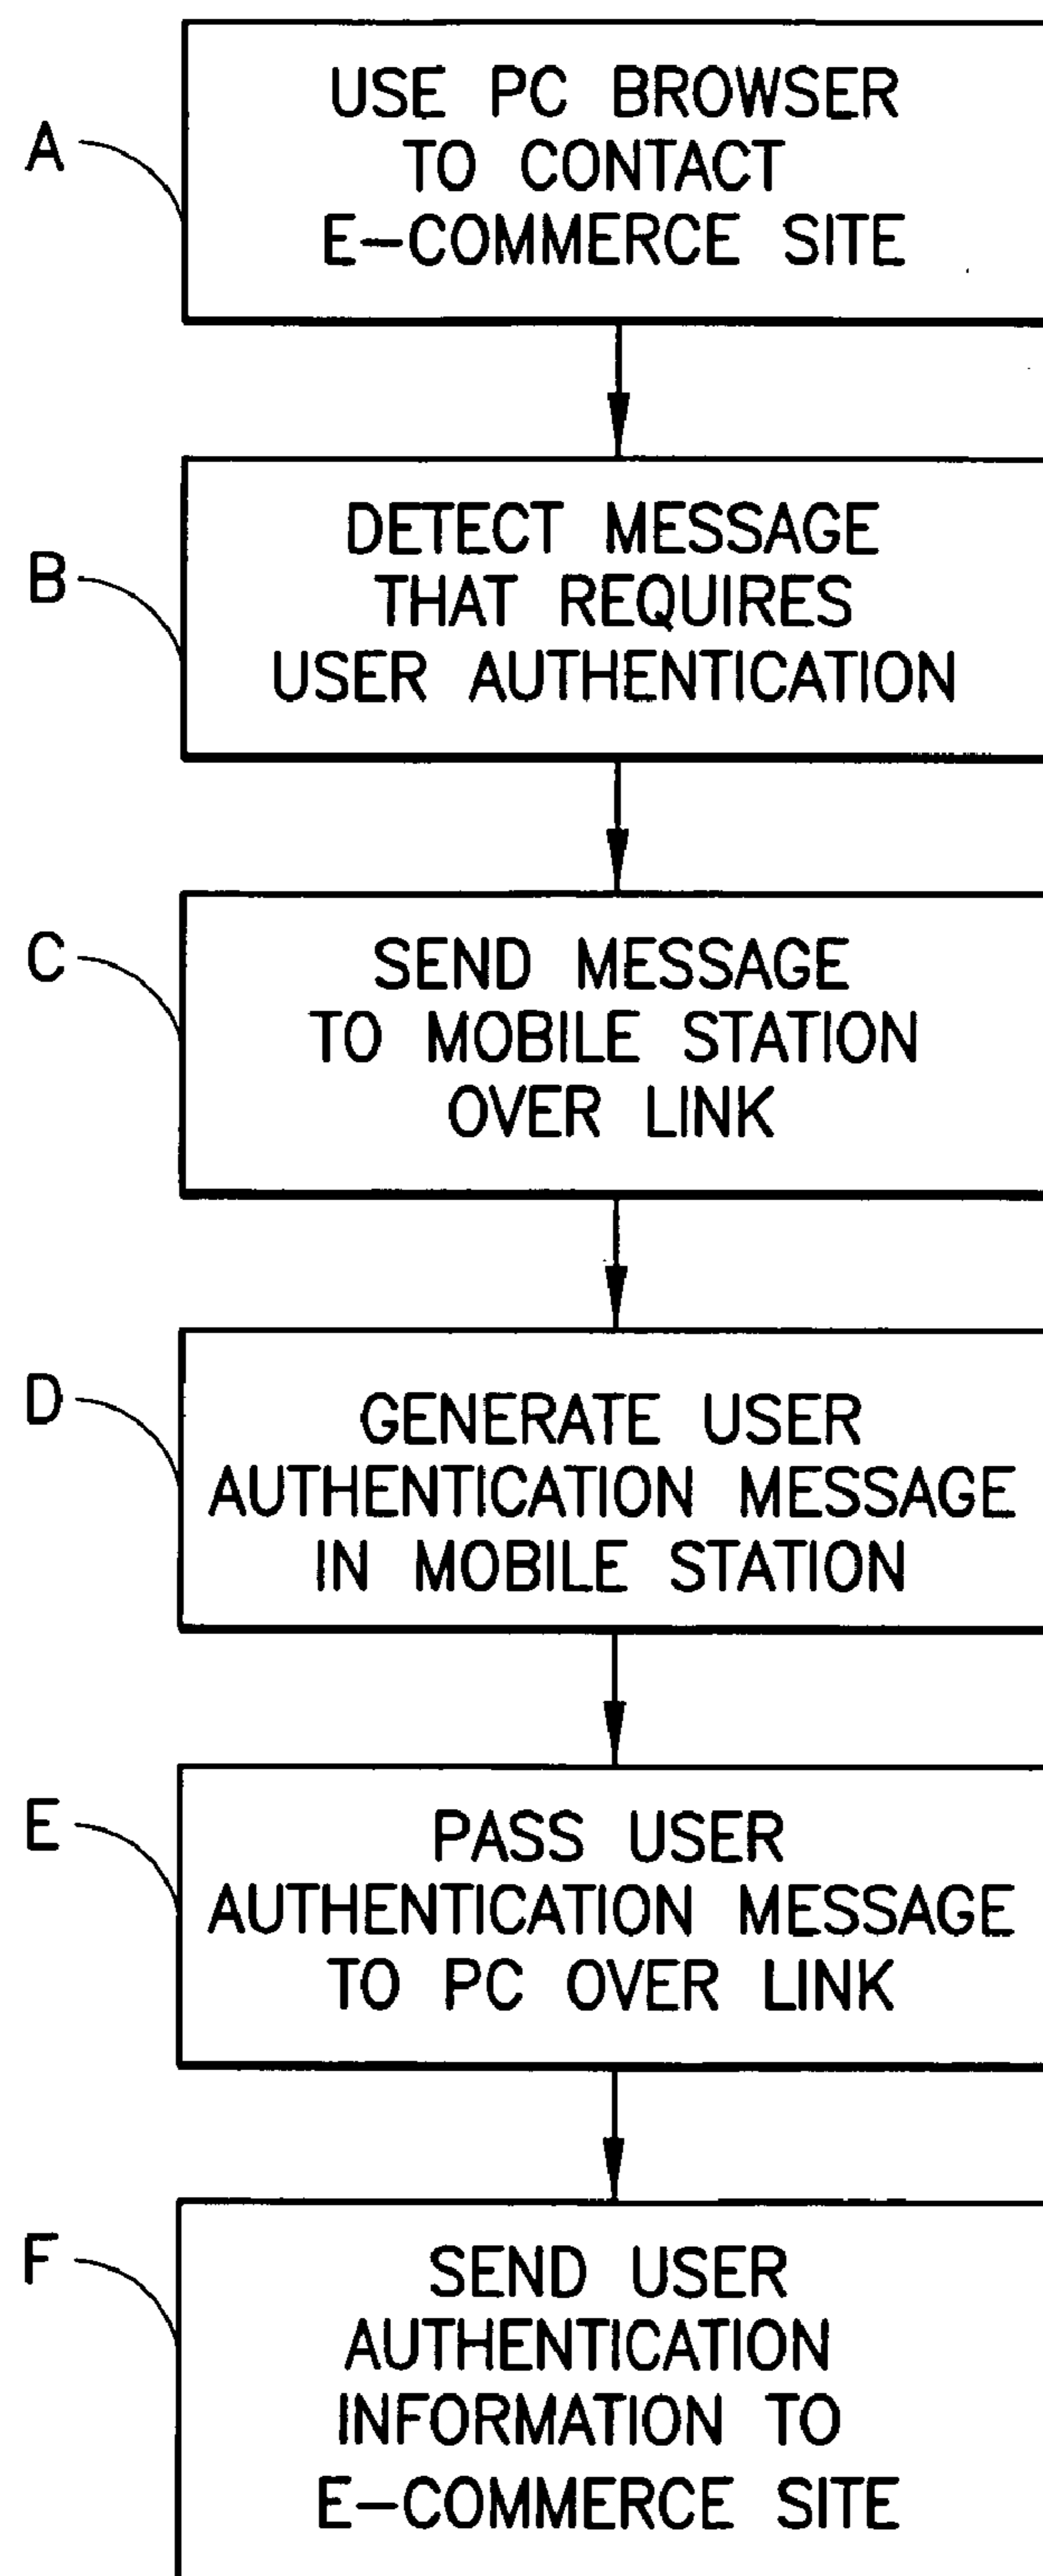 A
USE PC BROWSER
TO CONTACT
E-COMMERCE SITE
B
DETECT MESSAGE
THAT REQUIRES
USER AUTHENTICATION
C
SEND MESSAGE
TO MOBILE STATION
OVER LINK
D
GENERATE USER
AUTHENTICATION MESSAGE
IN MOBILE STATION
E
PASS USER
AUTHENTICATION MESSAGE
TO PC OVER LINK
F
SEND USER
AUTHENTICATION
INFORMATION TO
E-COMMERCE SITE